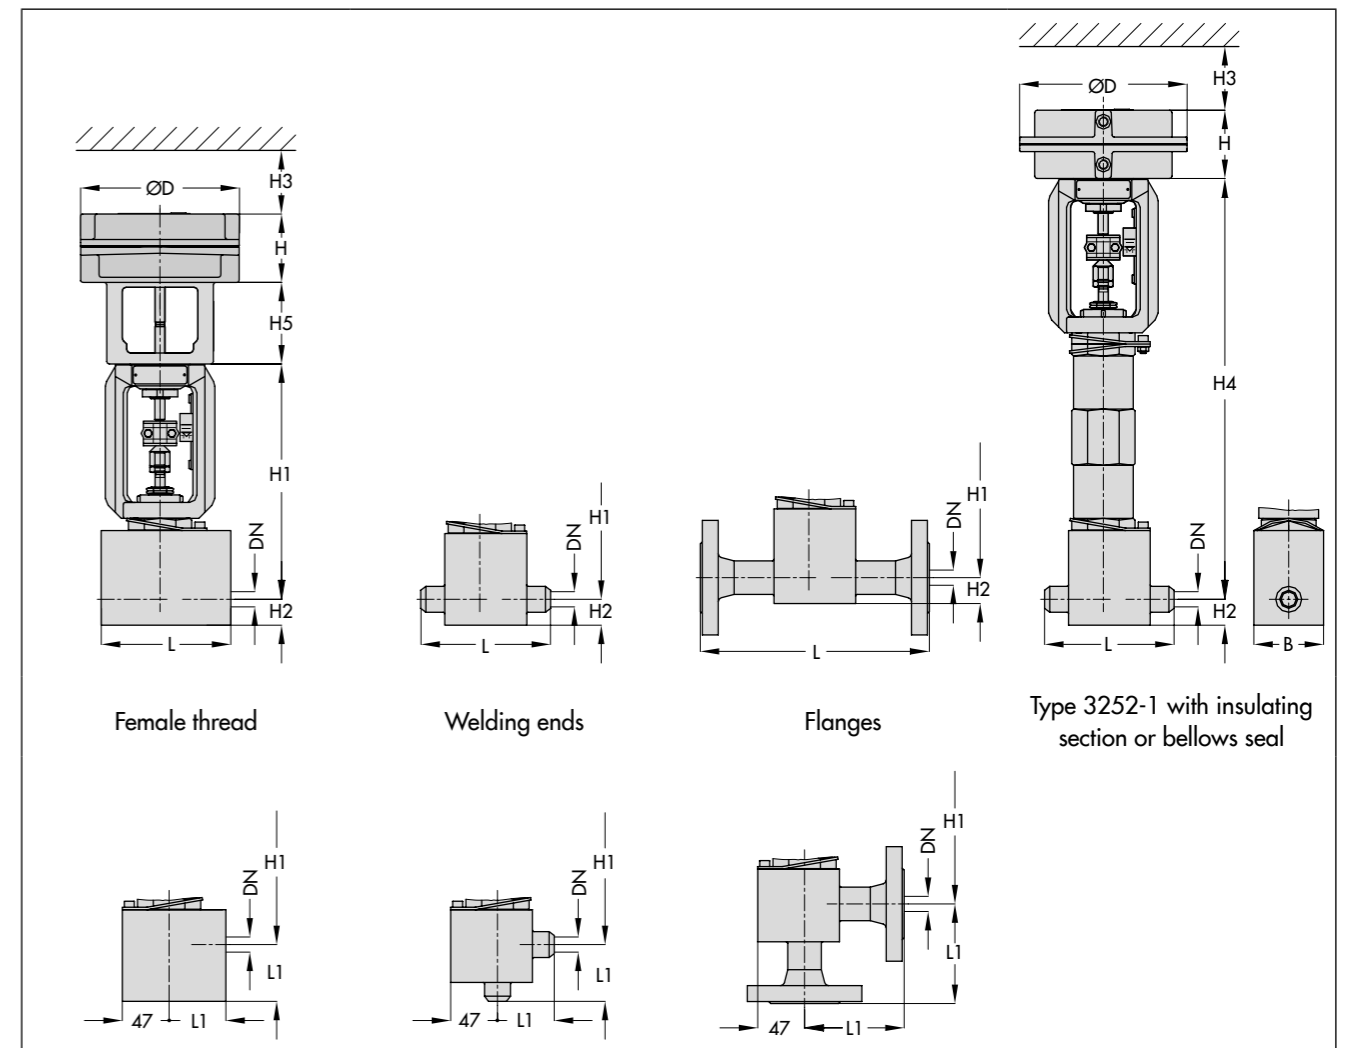 H3
ØD
H
H4
H3
ØD
H
H5
H1
DN
H2
L
H1
DN
H2
L
H1
DN
H2
L
DN
H2
L
B
Female thread
Welding ends
Flanges
Type 3252-1 with insulating
section or bellows seal
H1
DN
L1
47
L1
H1
DN
L1
47
L1
H1
DN
L1
47
L1